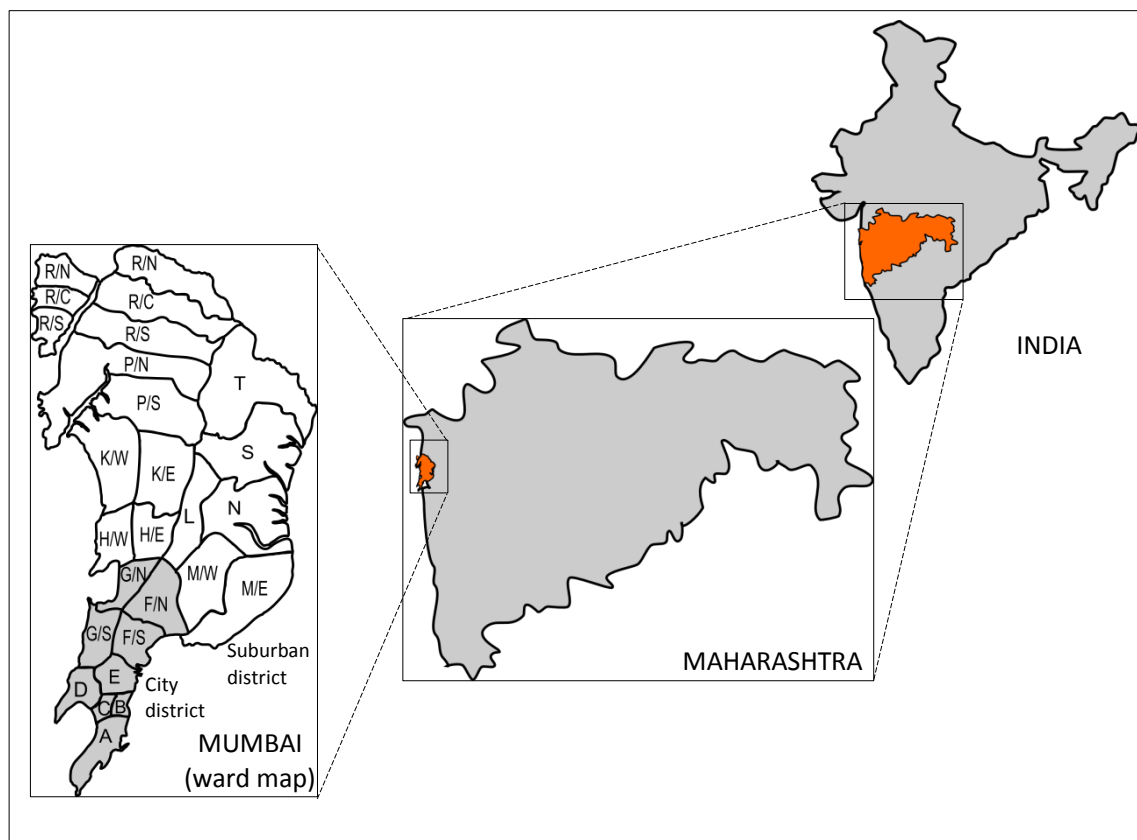 R/N
R/N
R/C
R/C
R/S
R/S
P/N
T
P/S
S
K/W
K/E
N
L
H/W
H/E
G/N
M/W
M/E
F/N
G/S
F/S
Suburban
district
E
D
City
district
C
B
A
MUMBAI
(ward map)
MAHARASHTRA
INDIA